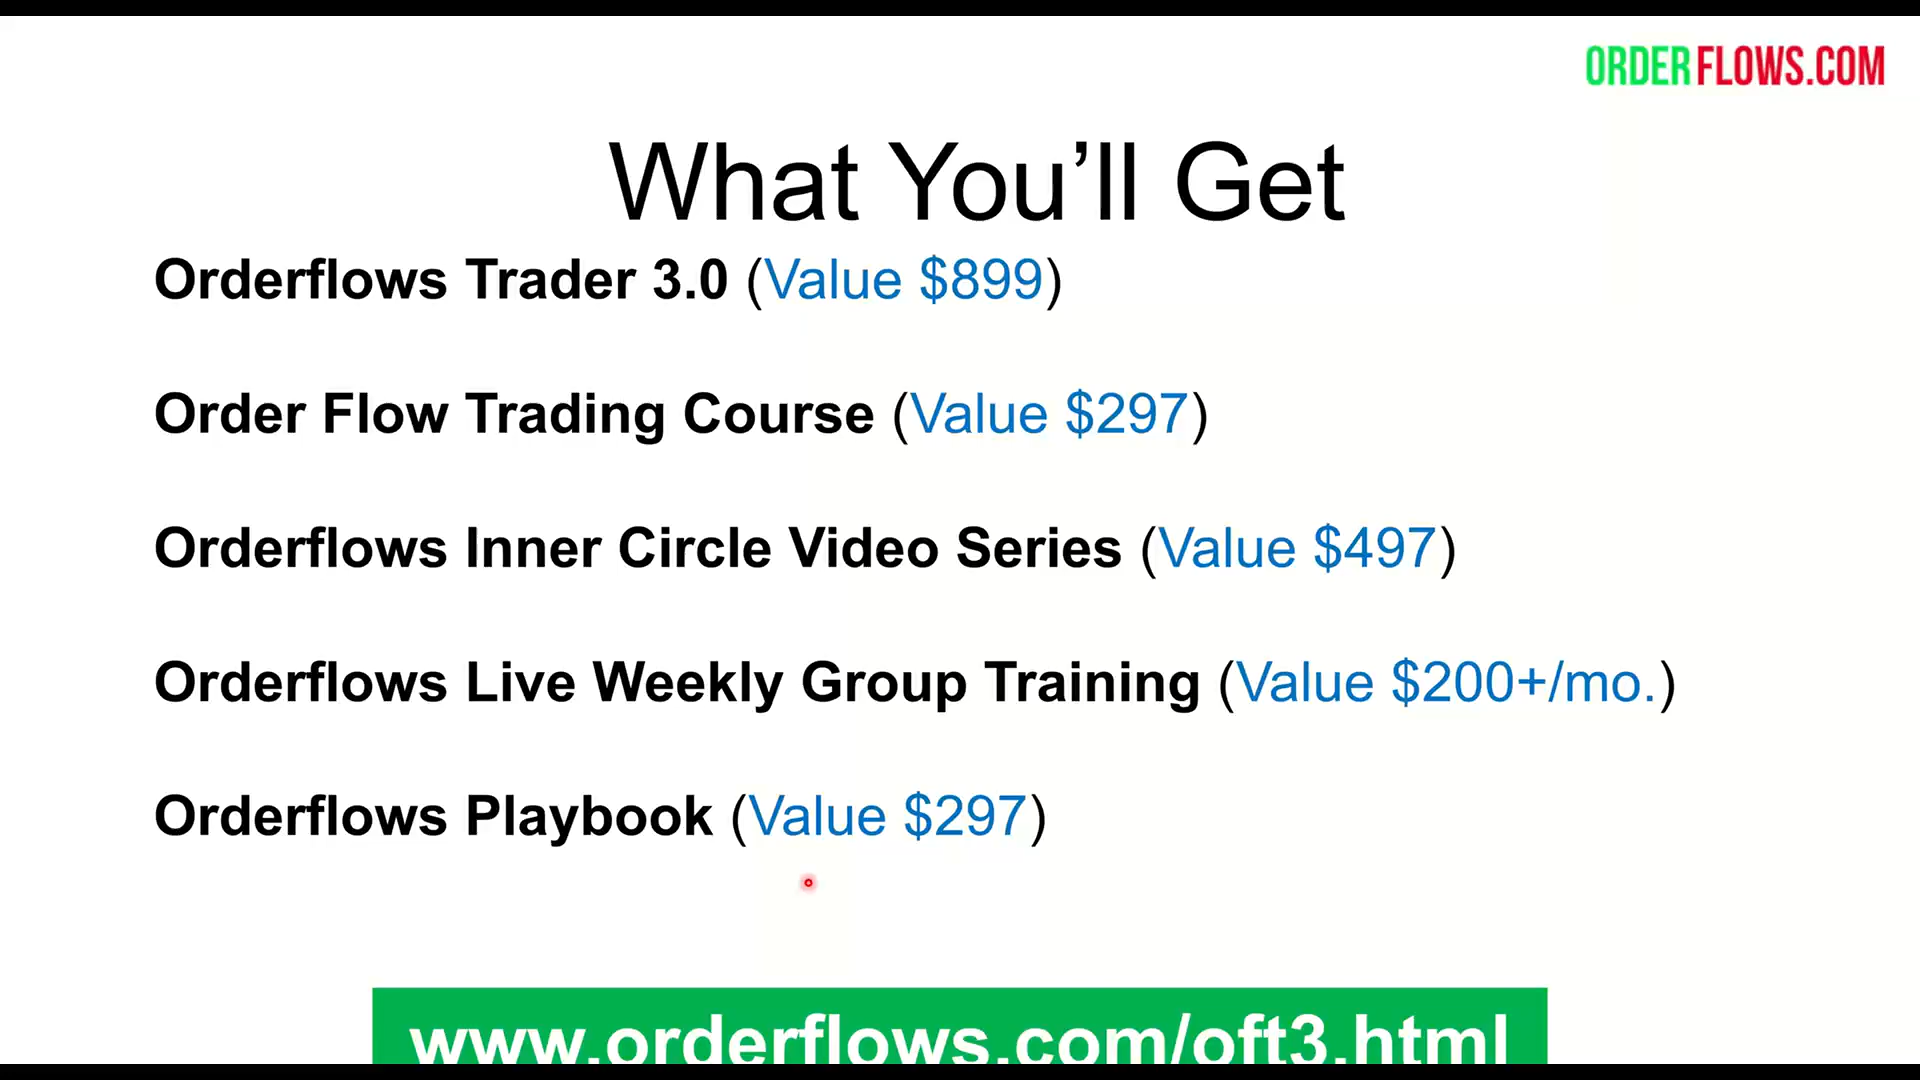 ORDERFLOWS.COM
What You’ll Get
Orderflows Trader 3.0 (Value $899)
Order Flow Trading Course (Value $297)
Orderflows Inner Circle Video Series (Value $497)
Orderflows Live Weekly Group Training (Value $200+/mo.)
Orderflows Playbook (Value $297)
www.orderflows.com/oft3.html